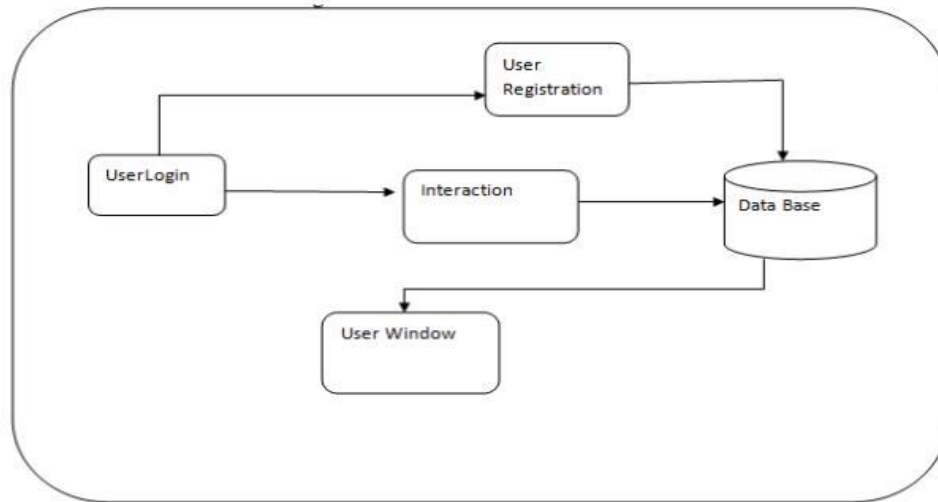 User
Registration
UserLogin
Interaction
Data Base
User Window